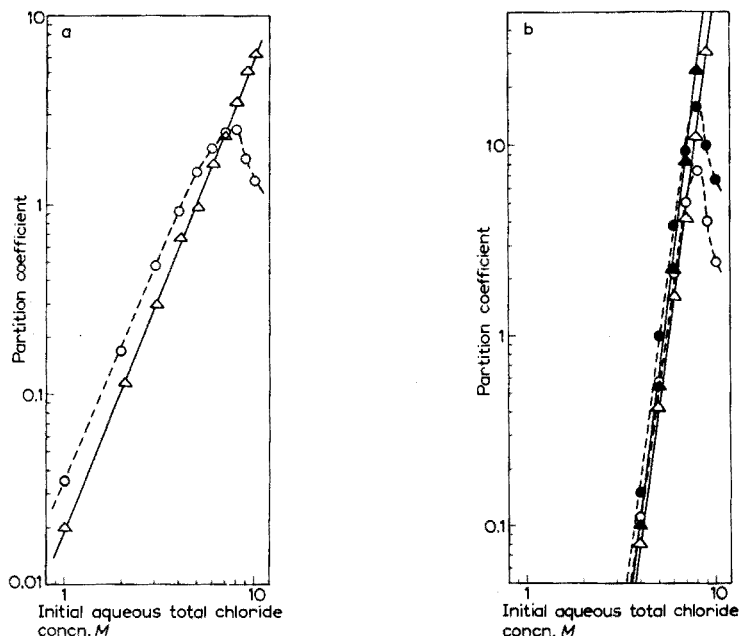 a
10
1
0.1
0.01
Partition coefficient
1
10
Initial aqueous total chloride
concn, M
b
10
1
0.1
Partition coefficient
1
10
Initial aqueous total chloride
concn. M